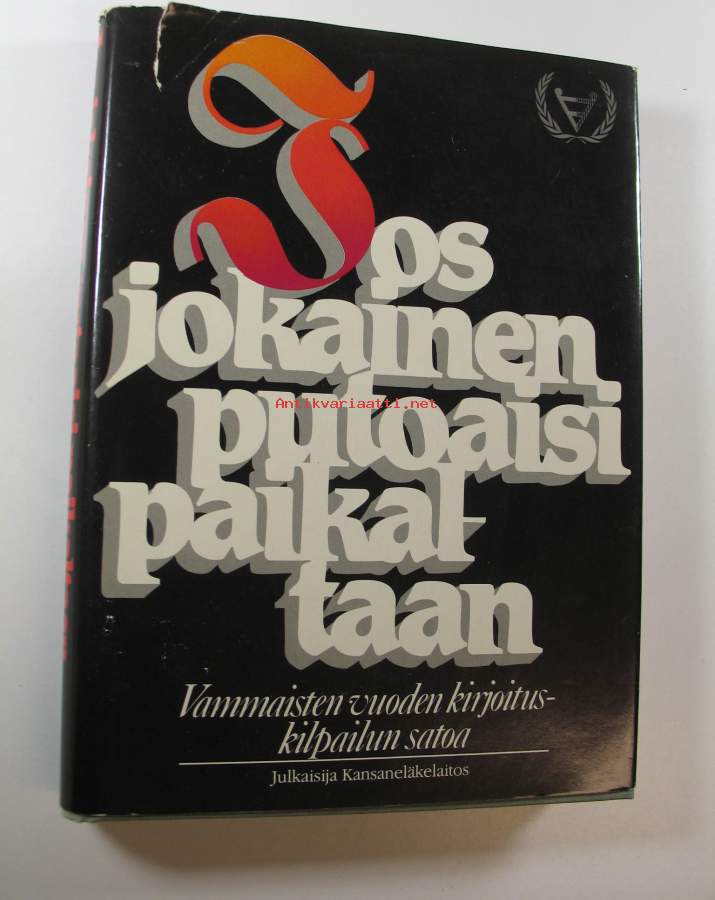 Jos
jokainen
putoaisi
paikal-
taan
Vammaisten vuoden kirjoitus-
kilpailun satoa
Julkaisija Kansaneläkelaitos
Antikvariaatti.net